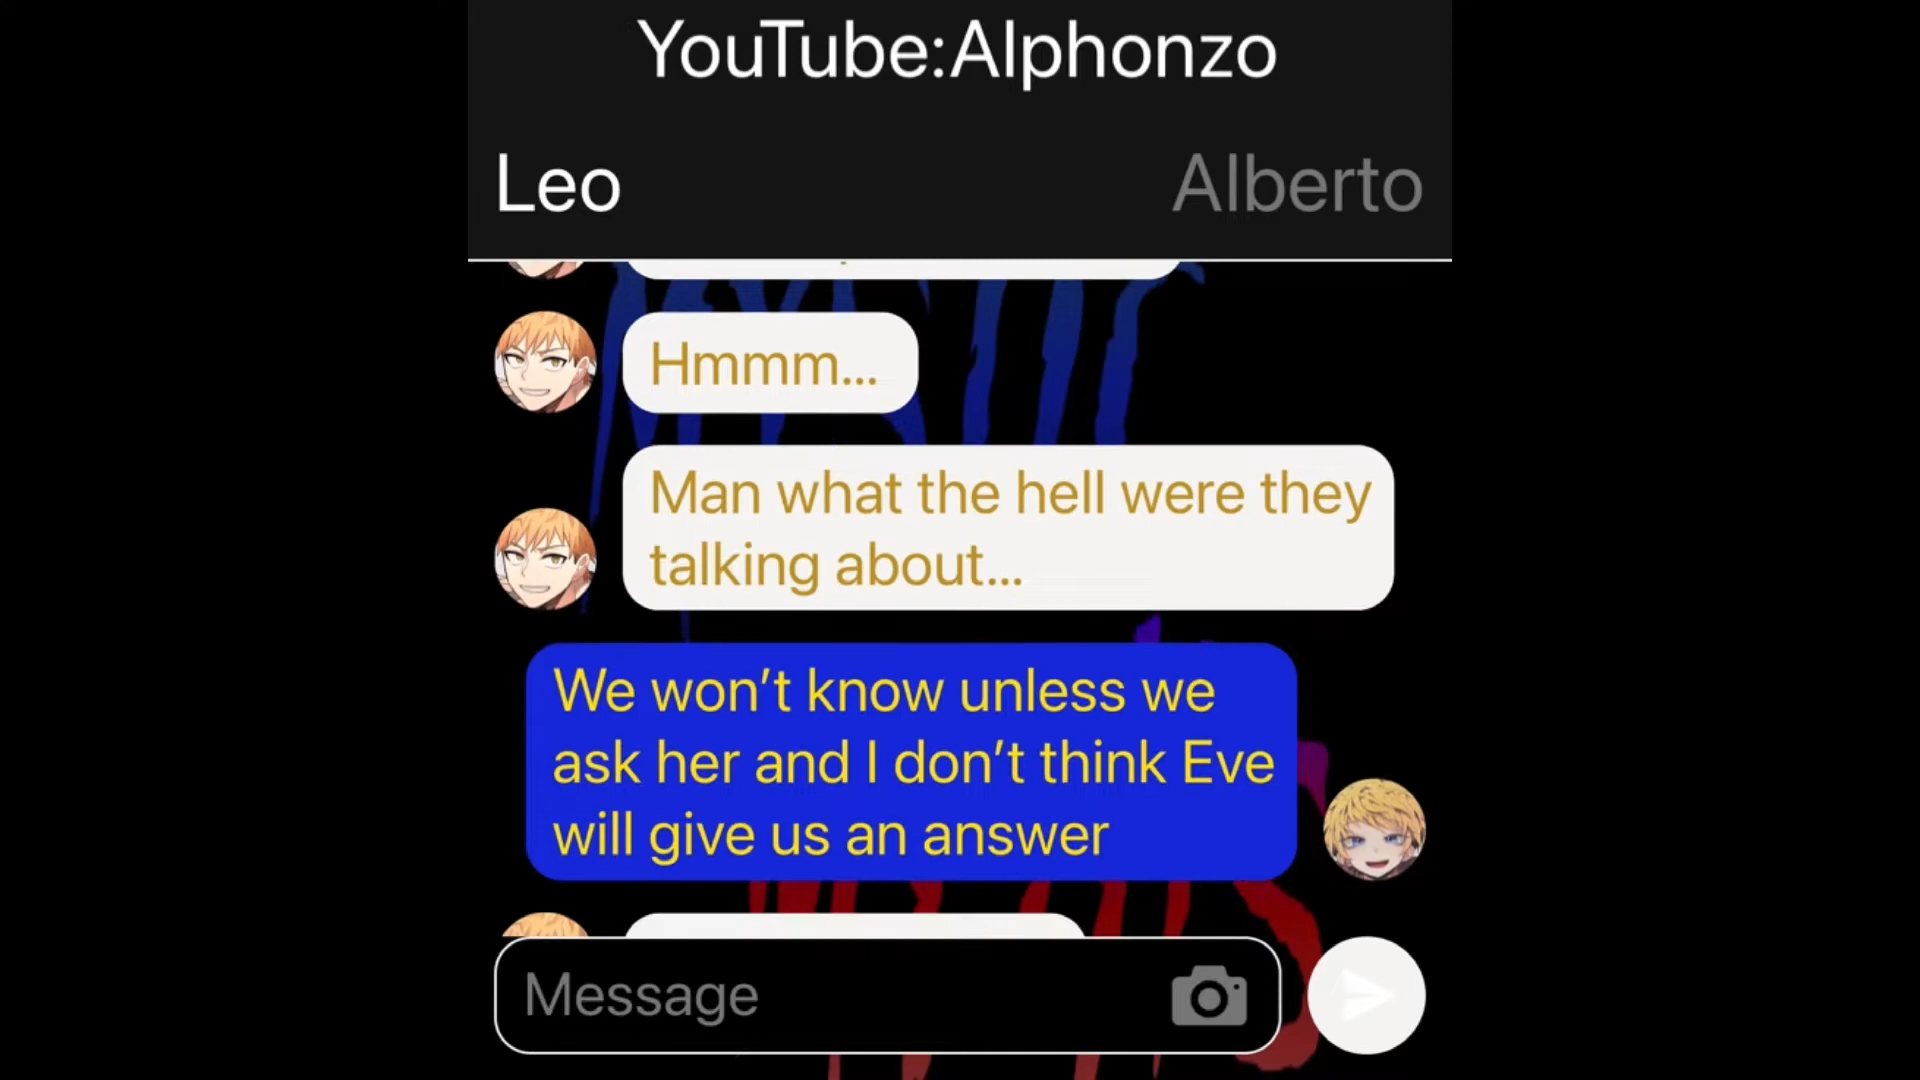 YouTube:Alphonzo
Leo
Alberto
Hmmm...
Man what the hell were they
talking about...
We won’t know unless we
ask her and I don’t think Eve
will give us an answer
Message